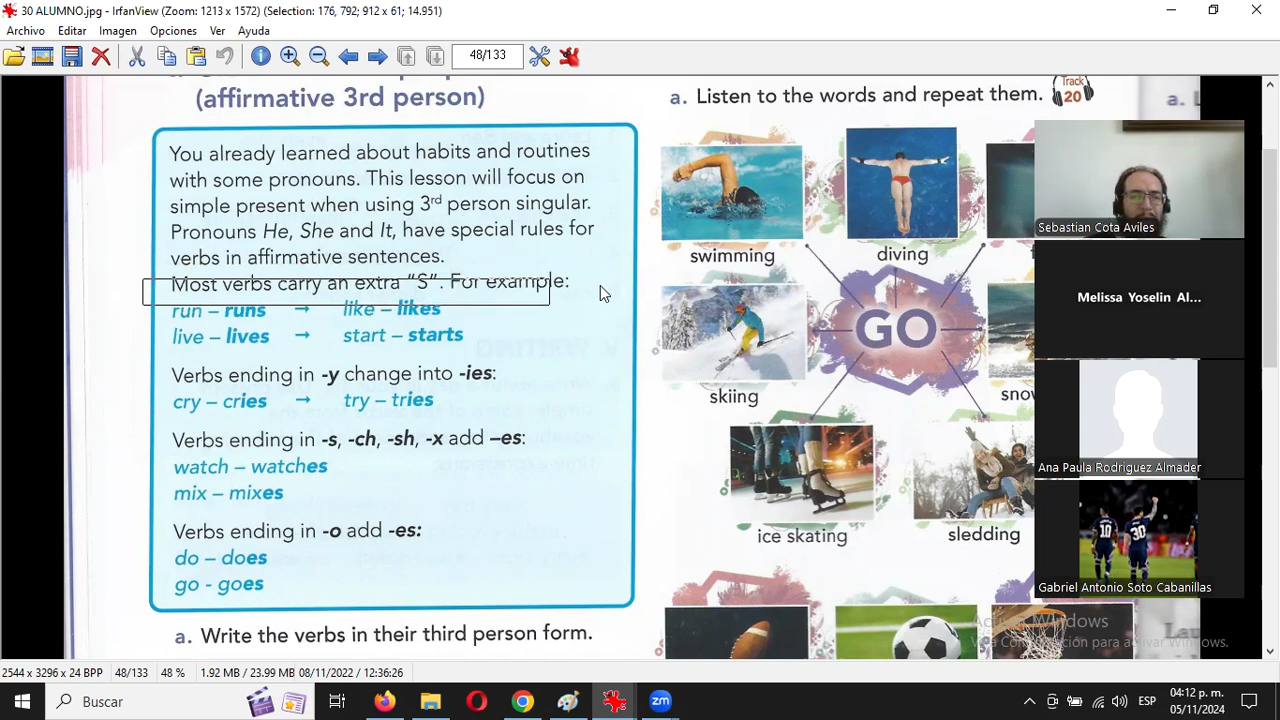 30 ALUMNO.jpg - IrfanView (Zoom: 1213 x 1572) (Selection: 176, 792; 912 x 61; 14.951)
Archivo Editar Imagen Opciones Ver Ayuda
48/133
(affirmative 3rd person)
You already learned about habits and routines
with some pronouns. This lesson will focus on
simple present when using 3rd person singular.
Pronouns He, She and It, have special rules for
verbs in affirmative sentences.
Most verbs carry an extra "S". For example:
run – runs → like – likes
live – lives → start – starts
Verbs ending in -y change into -ies:
cry – cries → try – tries
Verbs ending in -s, -ch, -sh, -x add –es:
watch – watches
mix – mixes
Verbs ending in -o add -es:
do – does
go - goes
a. Write the verbs in their third person form.
a. Listen to the words and repeat them.
Track
20
a. L
swimming
diving
GO
skiing
snow
ice skating
sledding
Sebastian Cota Aviles
Melissa Yoselin Al...
Ana Paula Rodriguez Almader
10
30
Gabriel Antonio Soto Cabanillas
Activar Windows
Ve a Configuración para activar Windows.
2544 x 3296 x 24 BPP 48/133 48 % 1.92 MB / 23.99 MB 08/11/2022 / 12:36:26
Buscar
zm
ESP
04:12 p. m.
05/11/2024